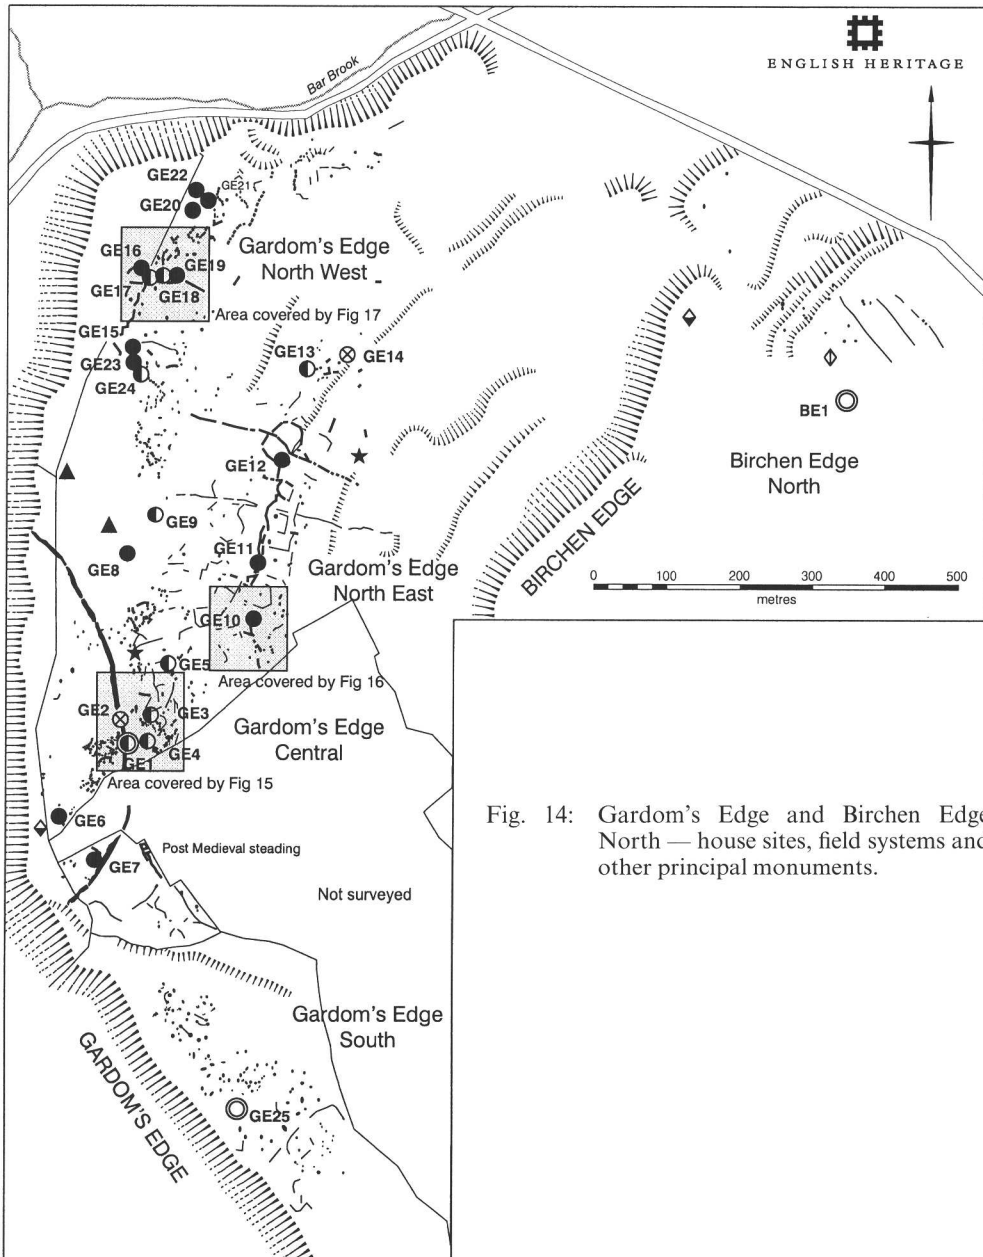 ENGLISH HERITAGE
Bar Brook
GE22
GE21
GE20
Gardom's Edge
North West
GE16
GE19
GE17
GE18
Area covered by Fig 17
GE15
GE13
GE14
GE23
GE24
BE1
GE12
Birchen Edge
North
BIRCHEN EDGE
GE9
GE11
GE8
Gardom's Edge
North East
0 100 200 300 400 500
metres
GE10
GE5
Area covered by Fig 16
GE2
GE3
Gardom's Edge
Central
GE4
GE1
Area covered by Fig 15
GE6
Post Medieval steading
GE7
Not surveyed
Fig. 14: Gardom's Edge and Birchen Edge
North — house sites, field systems and
other principal monuments.
Gardom's Edge
South
GARDOM'S EDGE
GE25